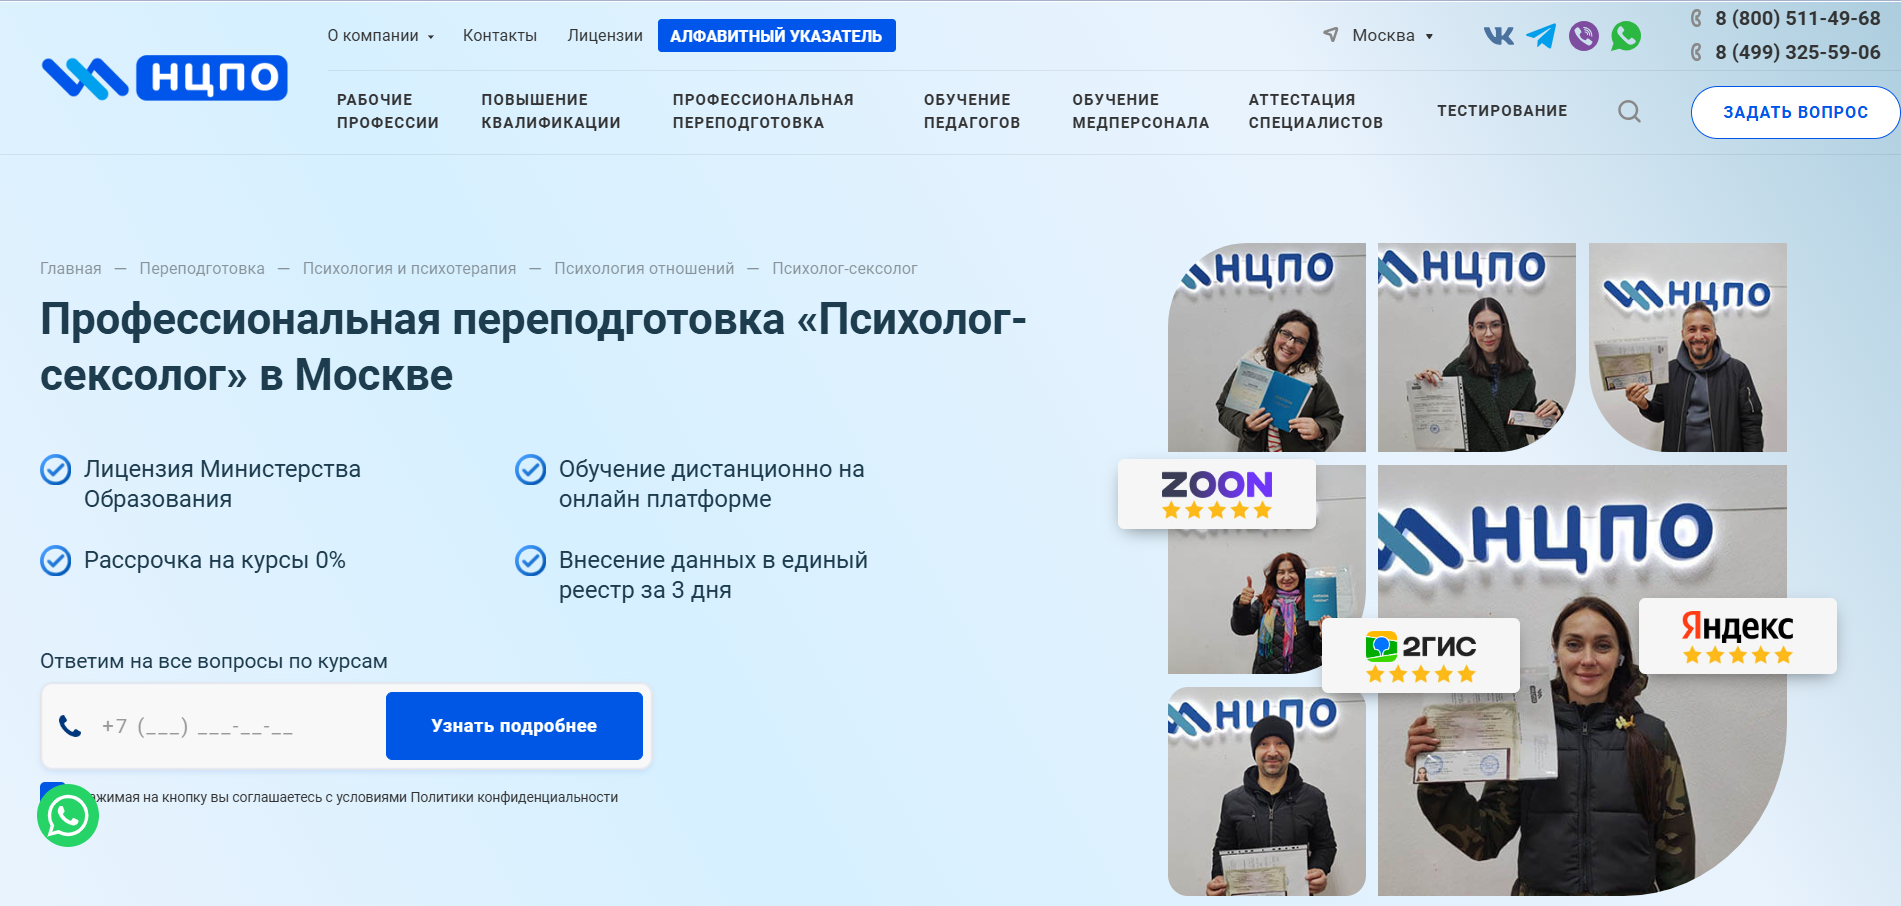 О компании
Контакты
Лицензии
АЛФАВИТНЫЙ УКАЗАТЕЛЬ
Москва
8 (800) 511-49-68
8 (499) 325-59-06
НЦПО
РАБОЧИЕ
ПРОФЕССИИ
ПОВЫШЕНИЕ
КВАЛИФИКАЦИИ
ПРОФЕССИОНАЛЬНАЯ
ПЕРЕПОДГОТОВКА
ОБУЧЕНИЕ
ПЕДАГОГОВ
ОБУЧЕНИЕ
МЕДПЕРСОНАЛА
АТТЕСТАЦИЯ
СПЕЦИАЛИСТОВ
ТЕСТИРОВАНИЕ
ЗАДАТЬ ВОПРОС
Главная — Переподготовка — Психология и психотерапия — Психология отношений — Психолог-сексолог
Профессиональная переподготовка «Психолог-
сексолог» в Москве
Лицензия Министерства
Образования
Обучение дистанционно на
онлайн платформе
Рассрочка на курсы 0%
Внесение данных в единый
реестр за 3 дня
Ответим на все вопросы по курсам
+7 (___) ___-__-__
Узнать подробнее
ажимая на кнопку вы соглашаетесь с условиями Политики конфиденциальности
НЦПО
НЦПО
НЦПО
ZOON
НЦПО
2ГИС
Яндекс
НЦПО